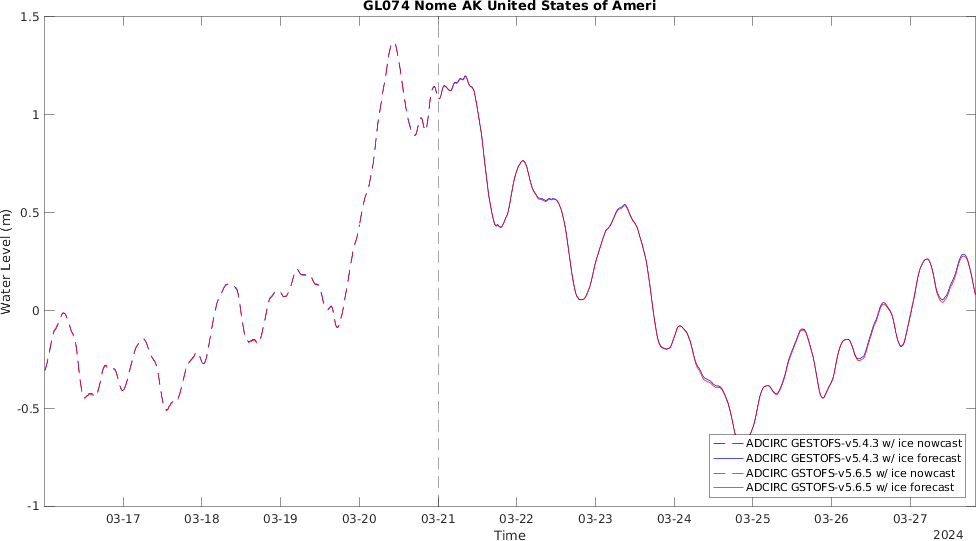 GL074 Nome AK United States of Ameri
1.5
1
0.5
0
-0.5
-1
Water Level (m)
03-17
03-18
03-19
03-20
03-21
03-22
03-23
03-24
03-25
03-26
03-27
Time
2024
ADCIRC GESTOFS-v5.4.3 w/ ice nowcast
ADCIRC GESTOFS-v5.4.3 w/ ice forecast
ADCIRC GSTOFS-v5.6.5 w/ ice nowcast
ADCIRC GSTOFS-v5.6.5 w/ ice forecast